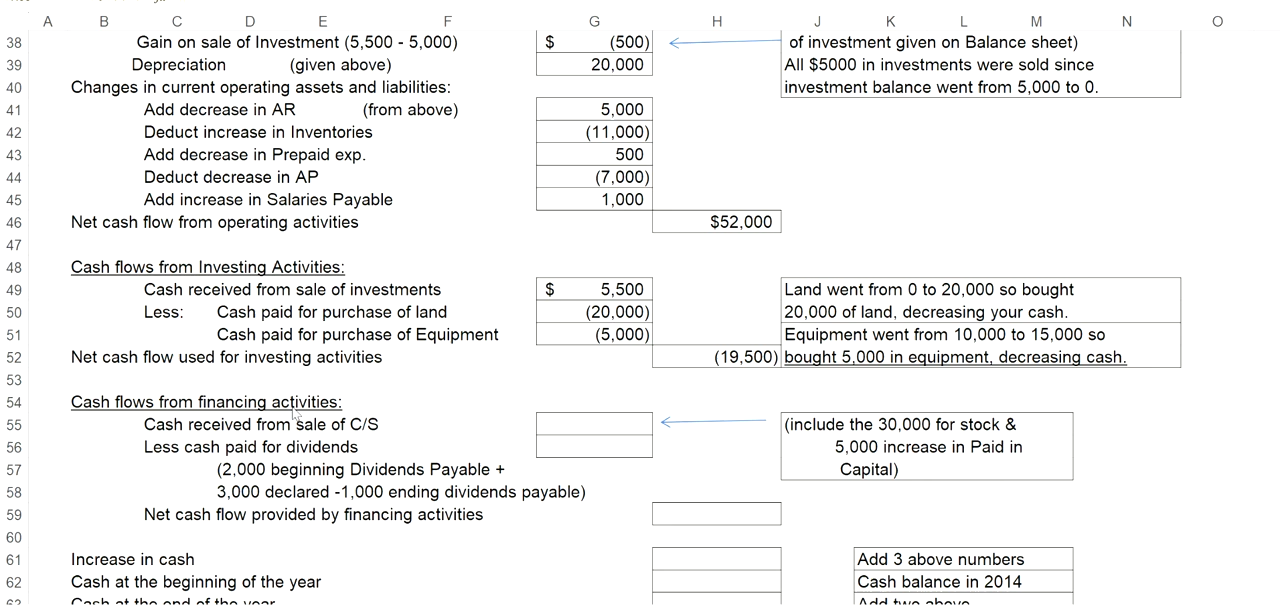 A B C D E F G H J K L M N O
38 Gain on sale of Investment (5,500 - 5,000) $ (500) of investment given on Balance sheet)
39 Depreciation (given above) 20,000 All $5000 in investments were sold since
40 Changes in current operating assets and liabilities: investment balance went from 5,000 to 0.
41 Add decrease in AR (from above) 5,000
42 Deduct increase in Inventories (11,000)
43 Add decrease in Prepaid exp. 500
44 Deduct decrease in AP (7,000)
45 Add increase in Salaries Payable 1,000
46 Net cash flow from operating activities $52,000
47
48 Cash flows from Investing Activities:
49 Cash received from sale of investments $ 5,500 Land went from 0 to 20,000 so bought
50 Less: Cash paid for purchase of land (20,000) 20,000 of land, decreasing your cash.
51 Cash paid for purchase of Equipment (5,000) Equipment went from 10,000 to 15,000 so
52 Net cash flow used for investing activities (19,500) bought 5,000 in equipment, decreasing cash.
53
54 Cash flows from financing activities:
55 Cash received from sale of C/S (include the 30,000 for stock &
56 Less cash paid for dividends 5,000 increase in Paid in
57 (2,000 beginning Dividends Payable + Capital)
58 3,000 declared -1,000 ending dividends payable)
59 Net cash flow provided by financing activities
60
61 Increase in cash Add 3 above numbers
62 Cash at the beginning of the year Cash balance in 2014
63 Cash at the end of the year Add two above